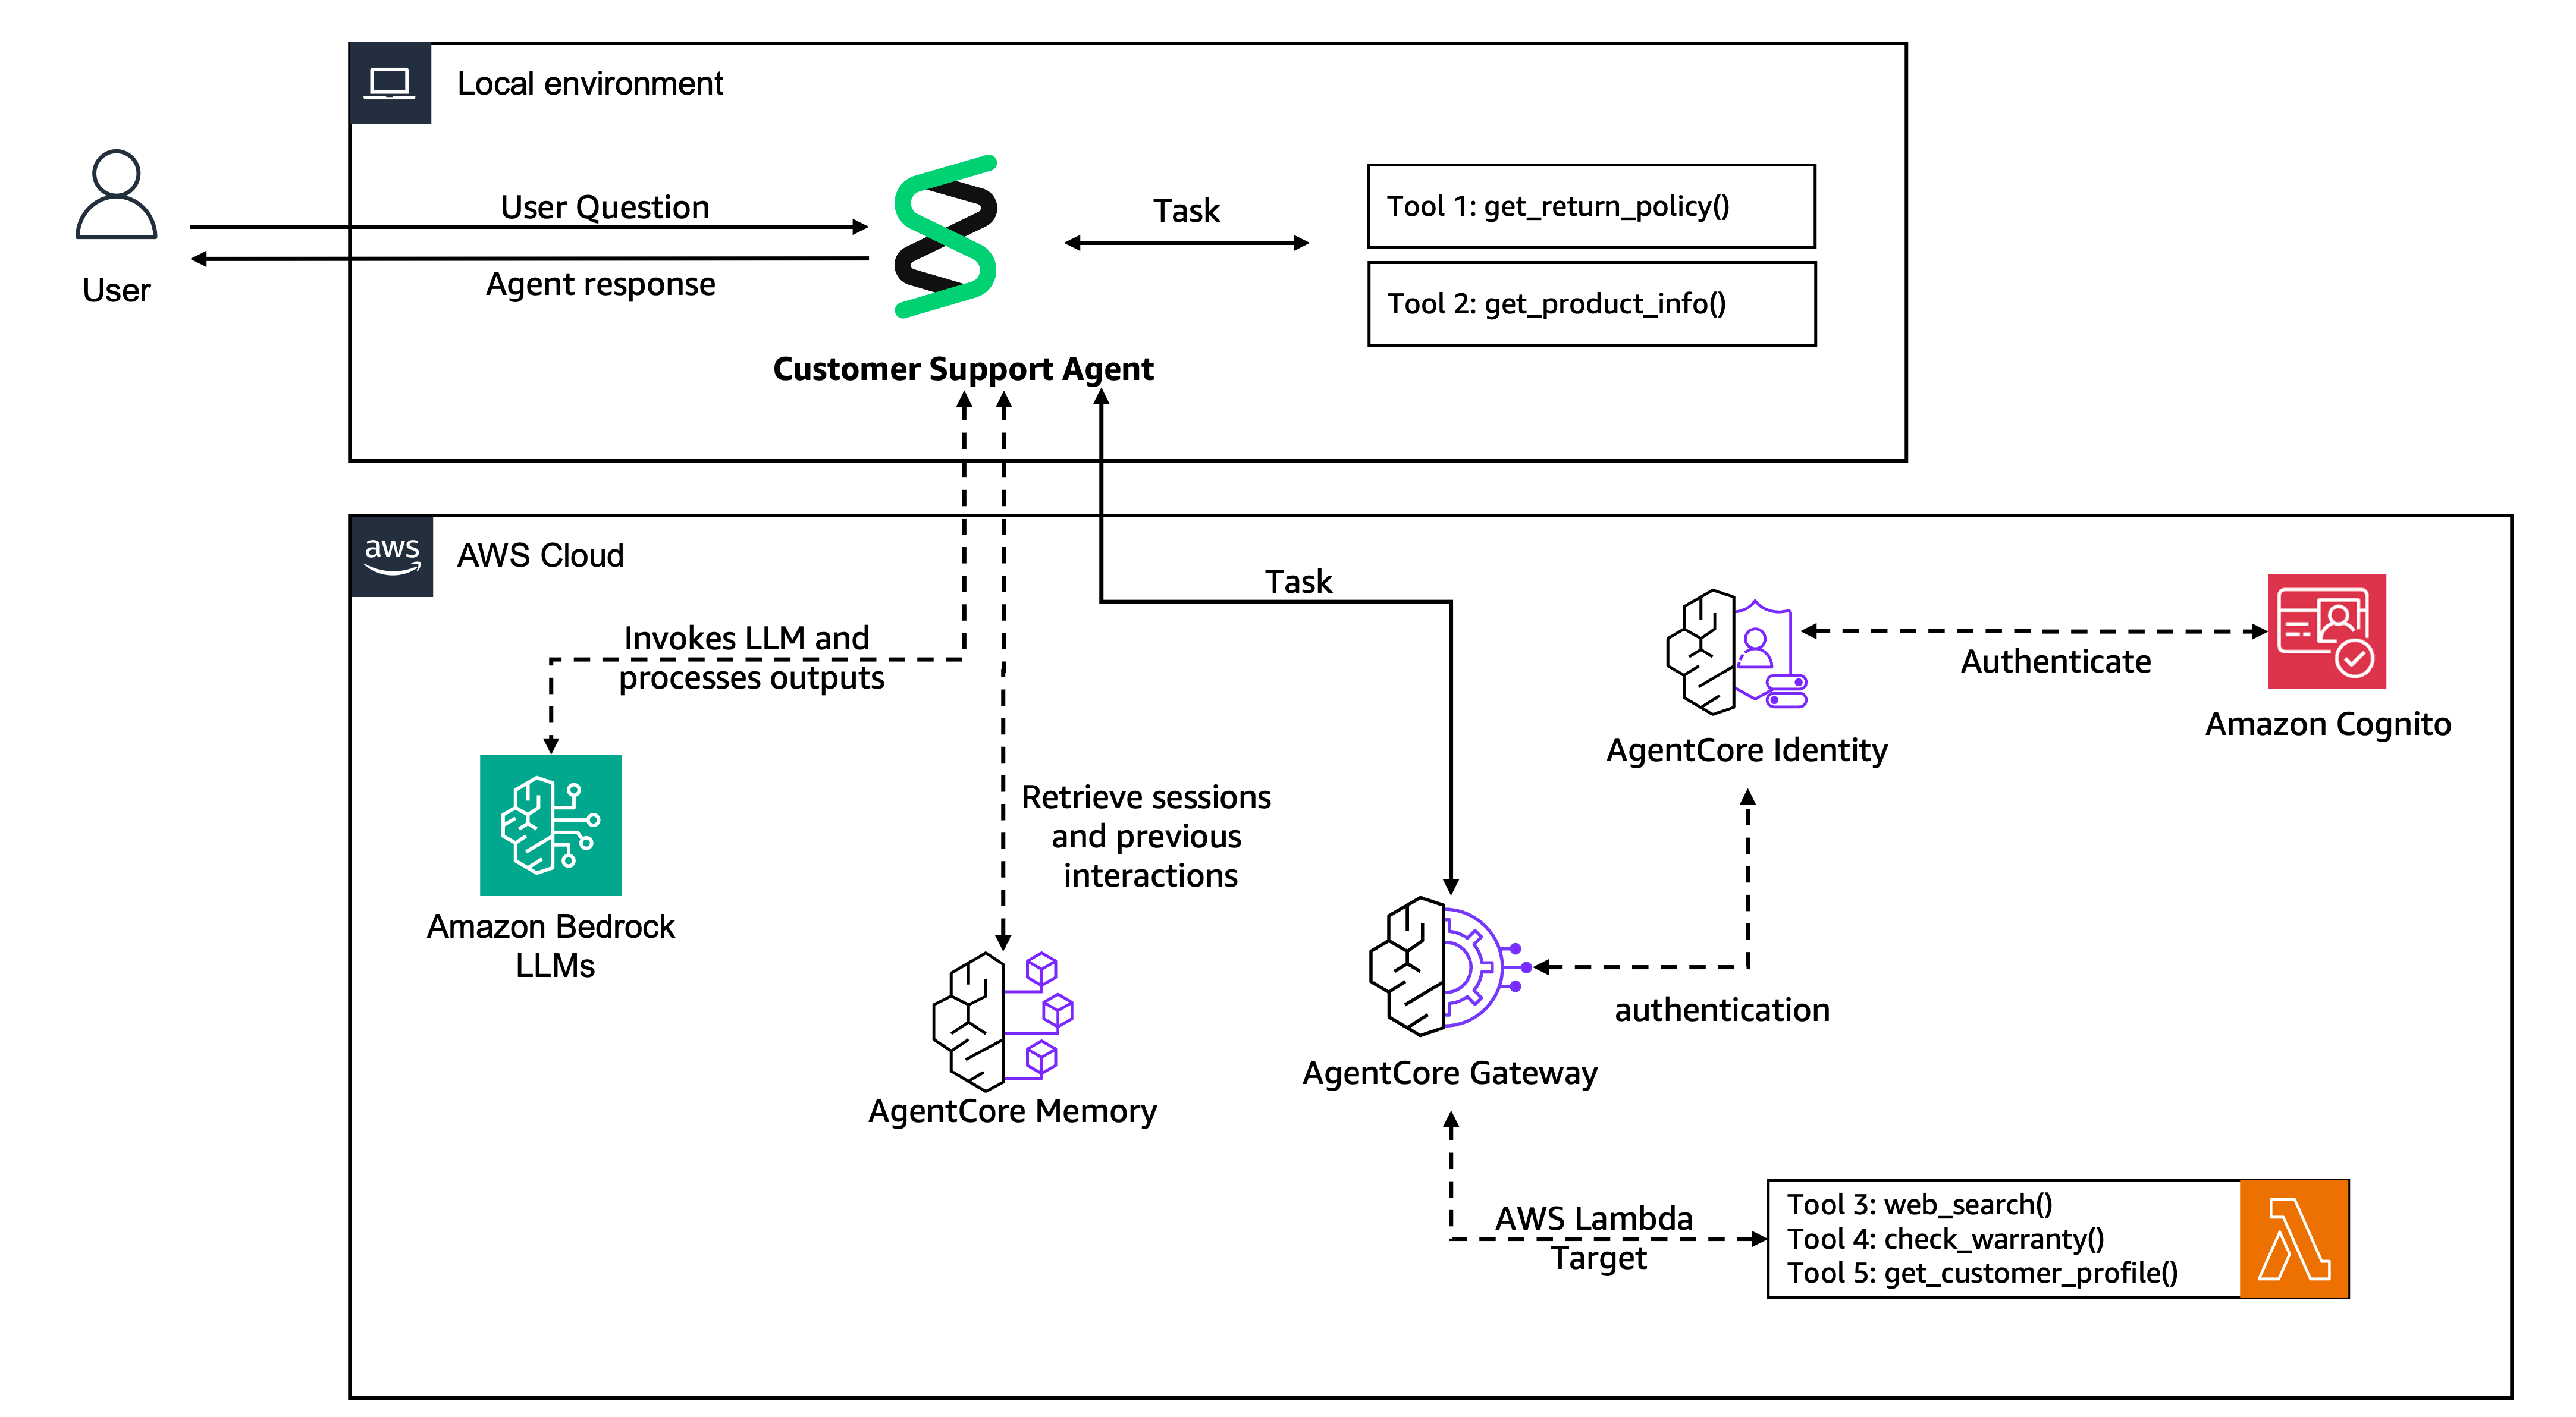 Local environment
User Question
Agent response
User
Task
Tool 1: get_return_policy()
Tool 2: get_product_info()
Customer Support Agent
aws
AWS Cloud
Invokes LLM and
processes outputs
Amazon Bedrock
LLMs
Retrieve sessions
and previous
interactions
AgentCore Memory
Task
AgentCore Identity
Authenticate
Amazon Cognito
authentication
AgentCore Gateway
AWS Lambda
Target
Tool 3: web_search()
Tool 4: check_warranty()
Tool 5: get_customer_profile()